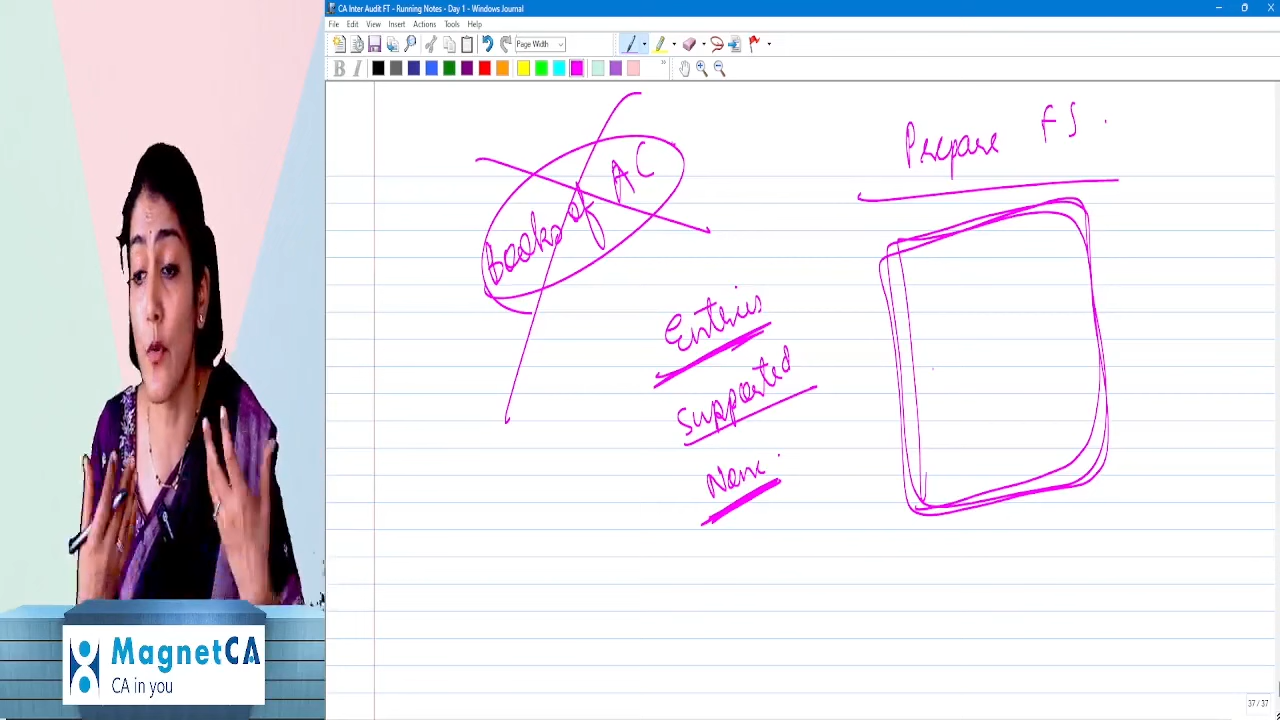 CA Inter Audit FT - Running Notes - Day 1 - Windows Journal
File Edit View Insert Actions Tools Help
Page Width
B I
Prepare FS.
Books of AC
Entries
Supported
None
MagnetCA
CA in you
37 / 37